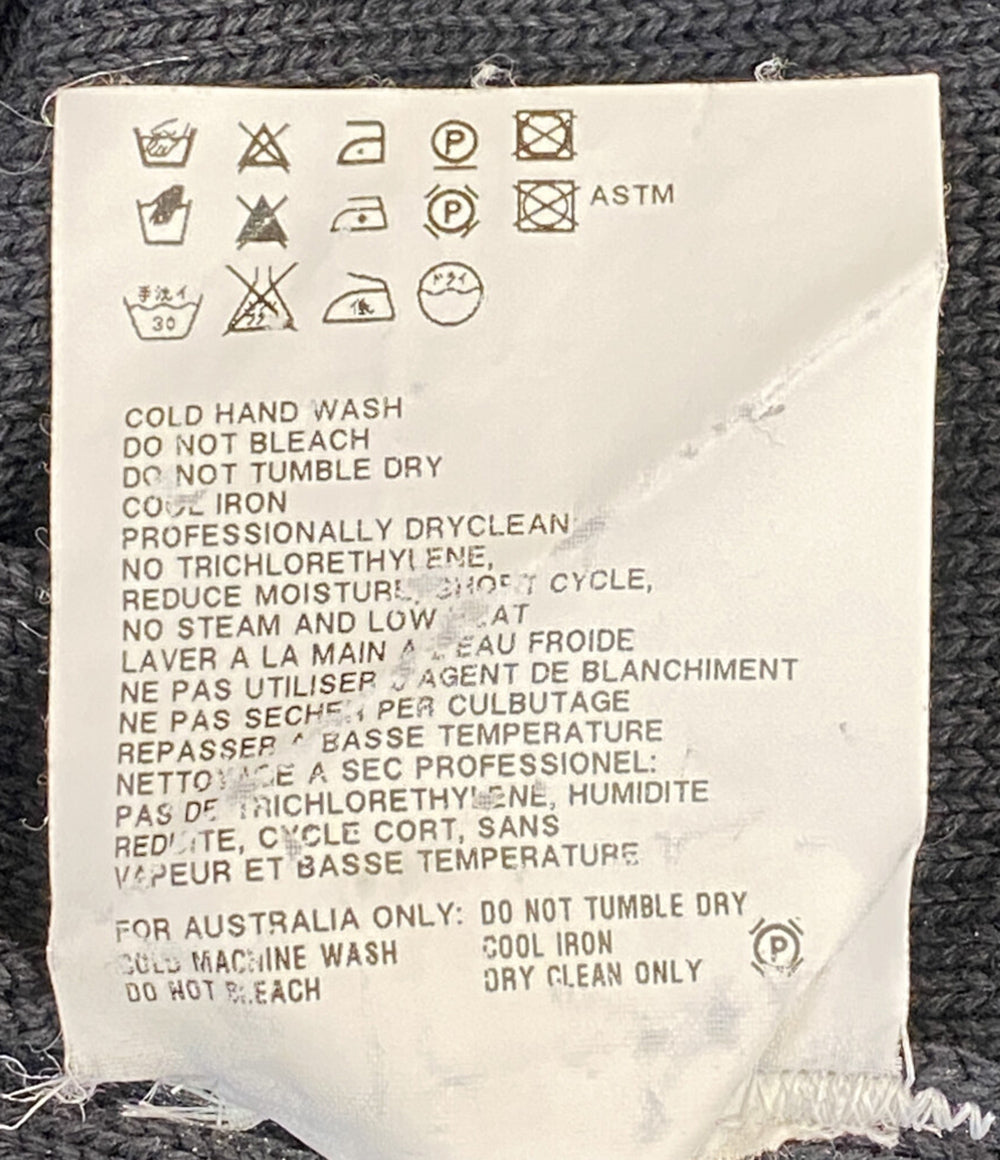 P
ASTM
P
手洗イ
30
ドライ
COLD HAND WASH
DO NOT BLEACH
DO NOT TUMBLE DRY
COOL IRON
PROFESSIONALLY DRYCLEAN
NO TRICHLORETHYLENE,
REDUCE MOISTURE, SHORT CYCLE,
NO STEAM AND LOW HEAT
LAVER A LA MAIN A L'EAU FROIDE
NE PAS UTILISER D'AGENT DE BLANCHIMENT
NE PAS SECHER PER CULBUTAGE
REPASSER A BASSE TEMPERATURE
NETTOYAGE A SEC PROFESSIONEL:
PAS DE TRICHLORETHYLENE, HUMIDITE
REDUITE, CYCLE CORT, SANS
VAPEUR ET BASSE TEMPERATURE
FOR AUSTRALIA ONLY: DO NOT TUMBLE DRY
COLD MACHINE WASH COOL IRON
DO NOT BLEACH DRY CLEAN ONLY
P